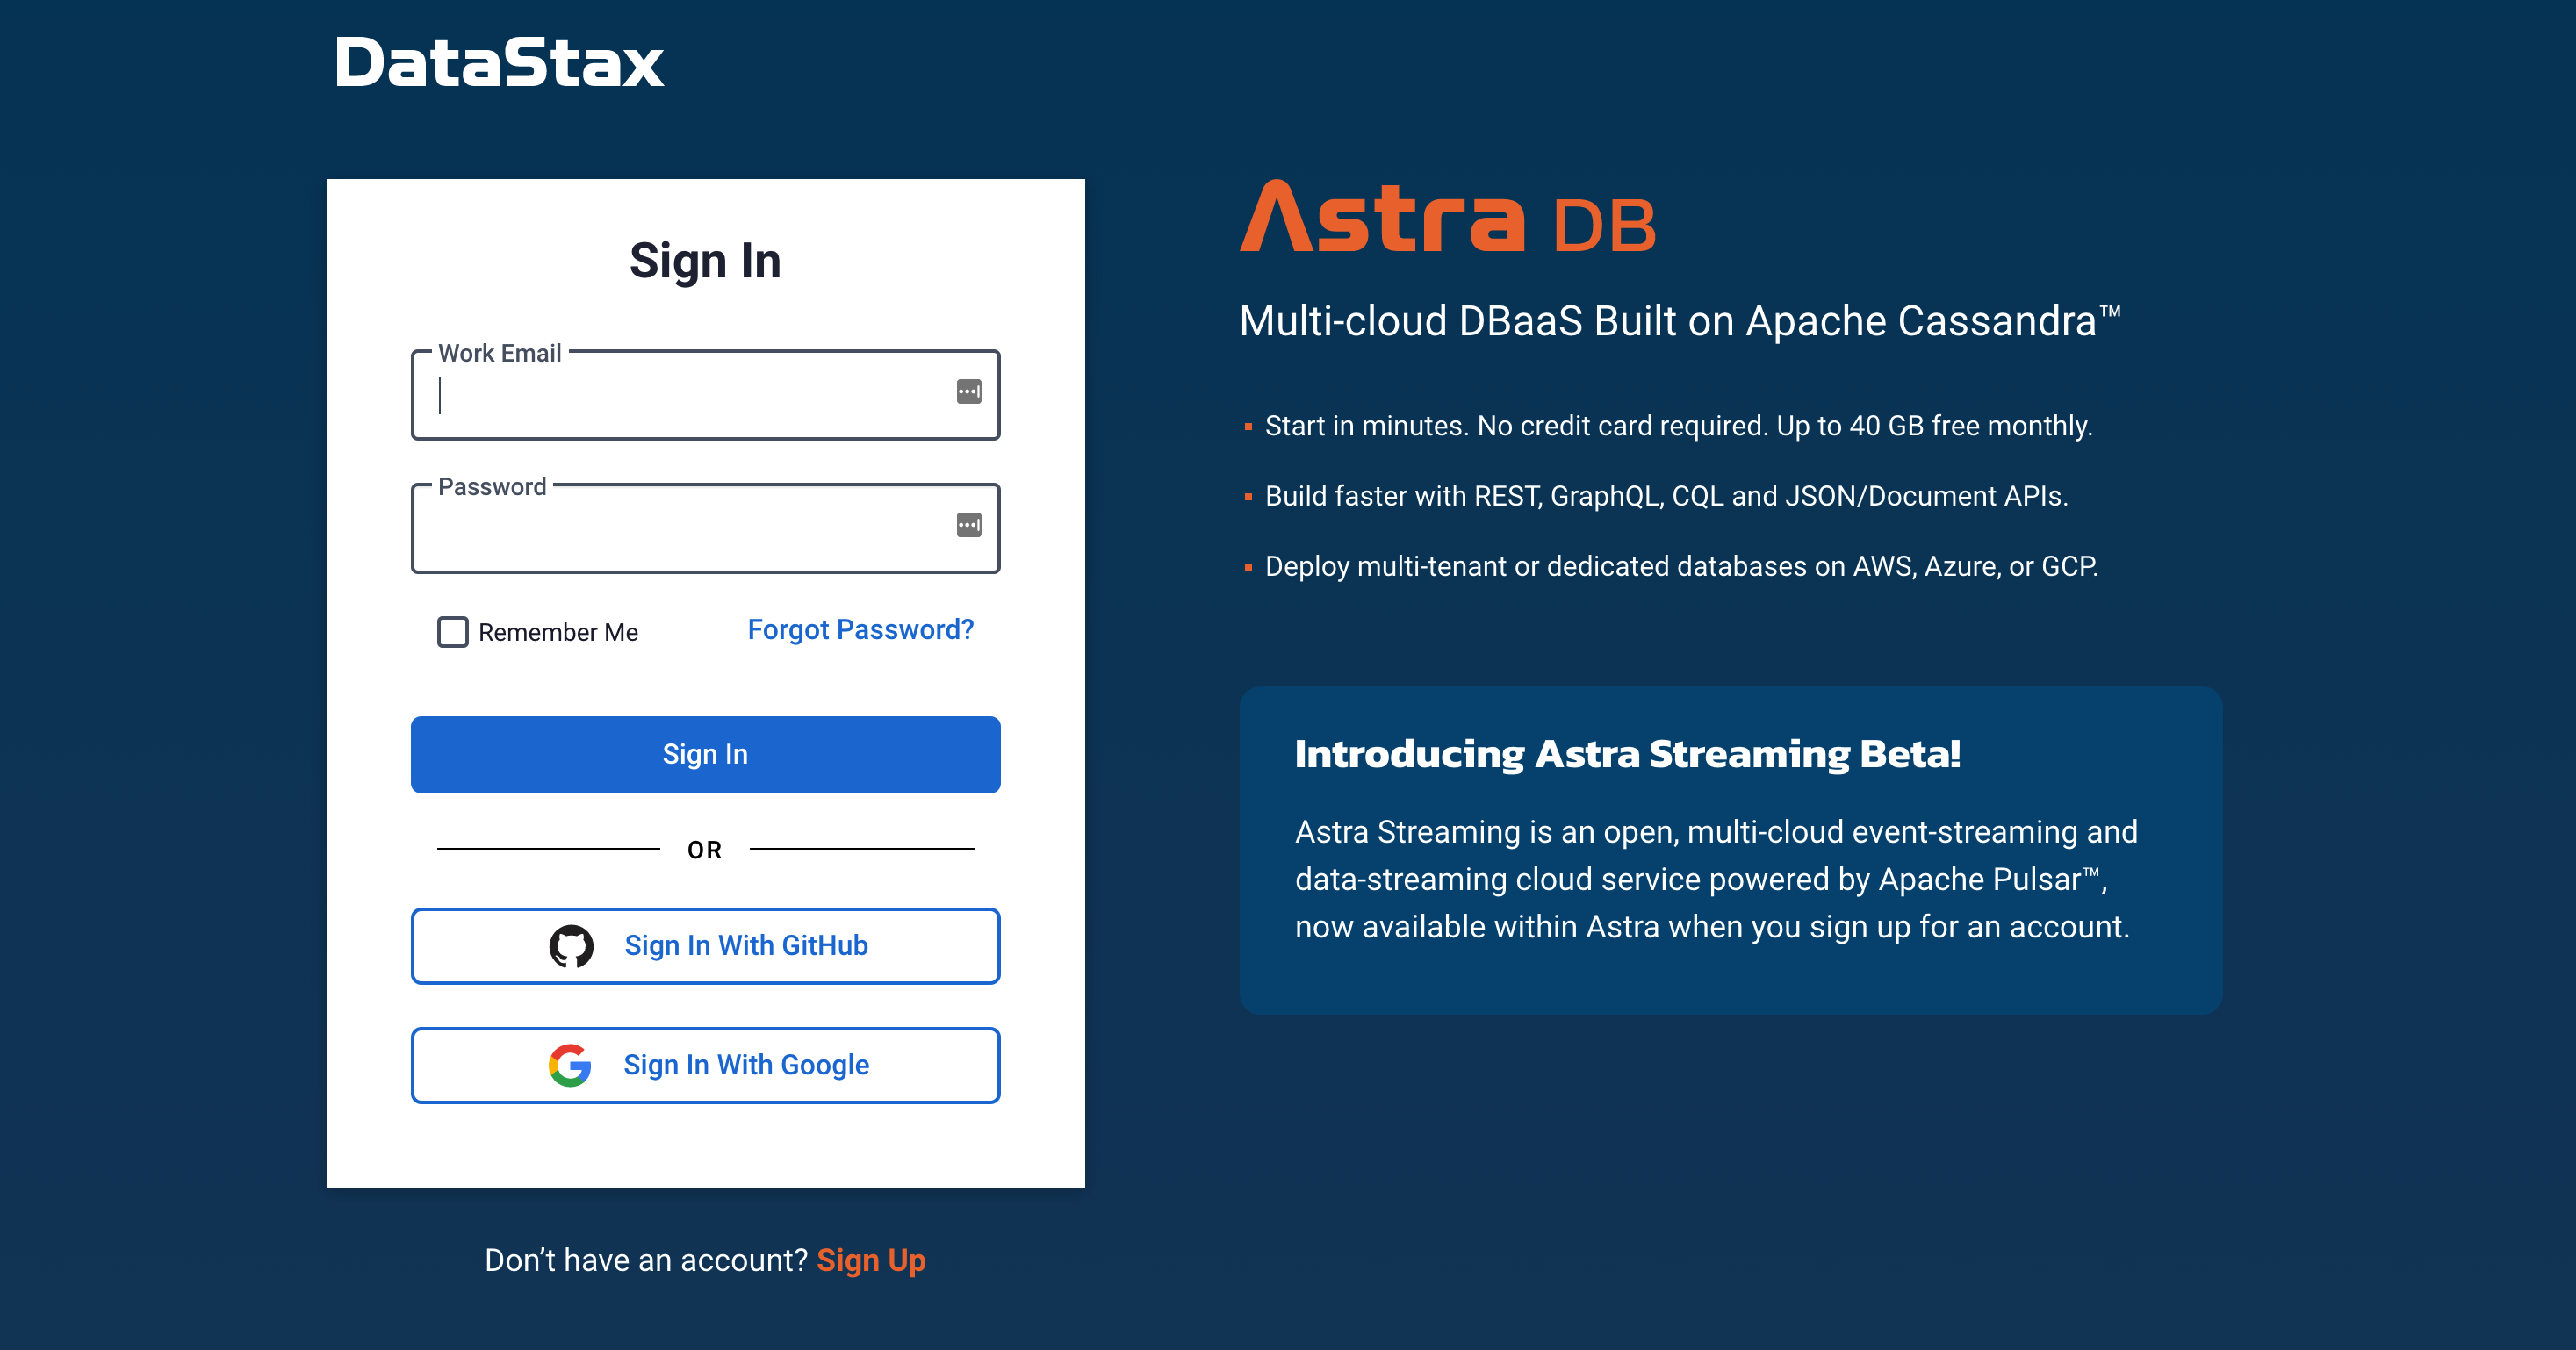 DataStax
Sign In
Work Email
Password
Remember Me
Forgot Password?
Sign In
OR
Sign In With GitHub
Sign In With Google
Don’t have an account? Sign Up
Astra DB
Multi-cloud DBaaS Built on Apache Cassandra™
Start in minutes. No credit card required. Up to 40 GB free monthly.
Build faster with REST, GraphQL, CQL and JSON/Document APIs.
Deploy multi-tenant or dedicated databases on AWS, Azure, or GCP.
Introducing Astra Streaming Beta!
Astra Streaming is an open, multi-cloud event-streaming and
data-streaming cloud service powered by Apache Pulsar™,
now available within Astra when you sign up for an account.